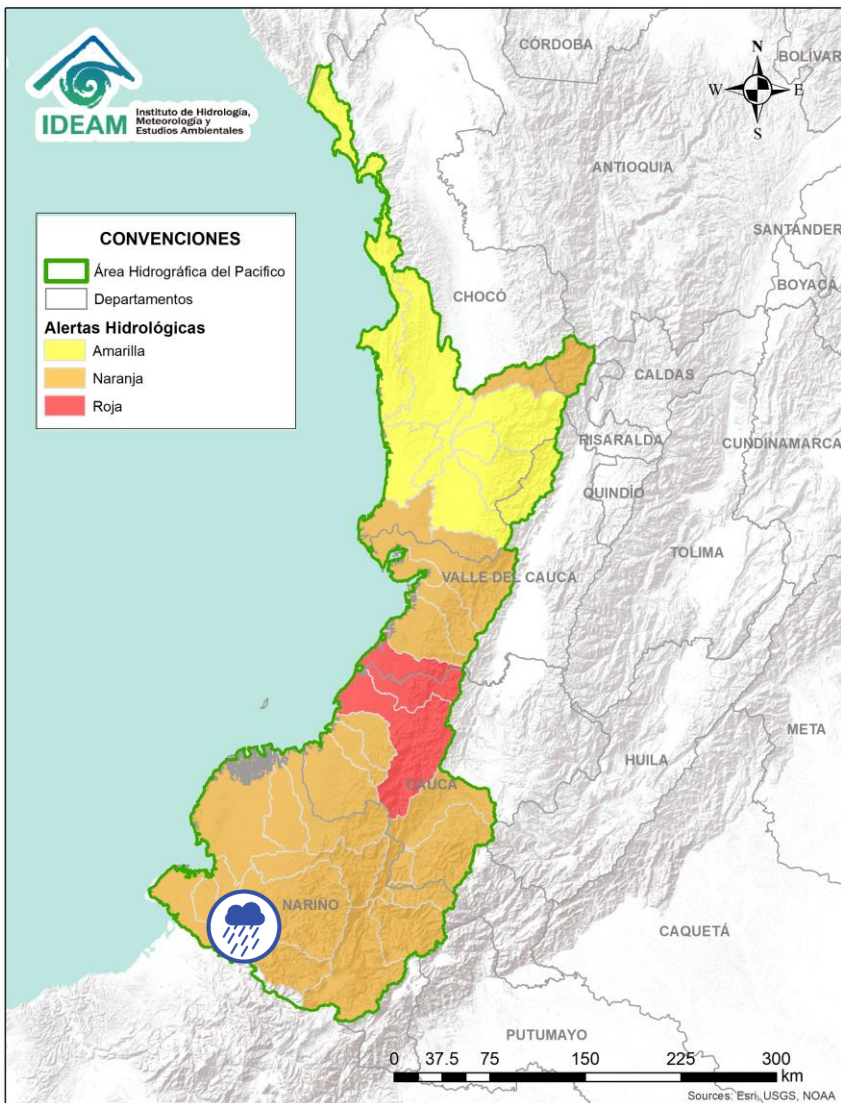 IDEAM
Instituto de Hidrología,
Meteorología y
Estudios Ambientales
CÓRDOBA
BOLÍVAR
N
W
E
S
ANTIOQUIA
SANTANDER
BOYACÁ
CONVENCIONES
Área Hidrográfica del Pacifico
Departamentos
Alertas Hidrológicas
Amarilla
Naranja
Roja
CHOCÓ
CALDAS
RISARALDA
CUNDINAMARCA
QUINDÍO
TOLIMA
VALLE DEL CAUCA
META
HUILA
CAUCA
NARIÑO
CAQUETÁ
PUTUMAYO
0 37.5 75 150 225 300
km
Sources: Esri, USGS, NOAA